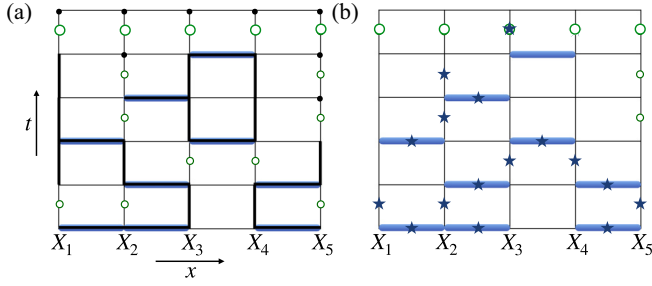 (a)
(b)
t
X₁ X₂ X₃ X₄ X₅
X₁ X₂ X₃ X₄ X₅
x